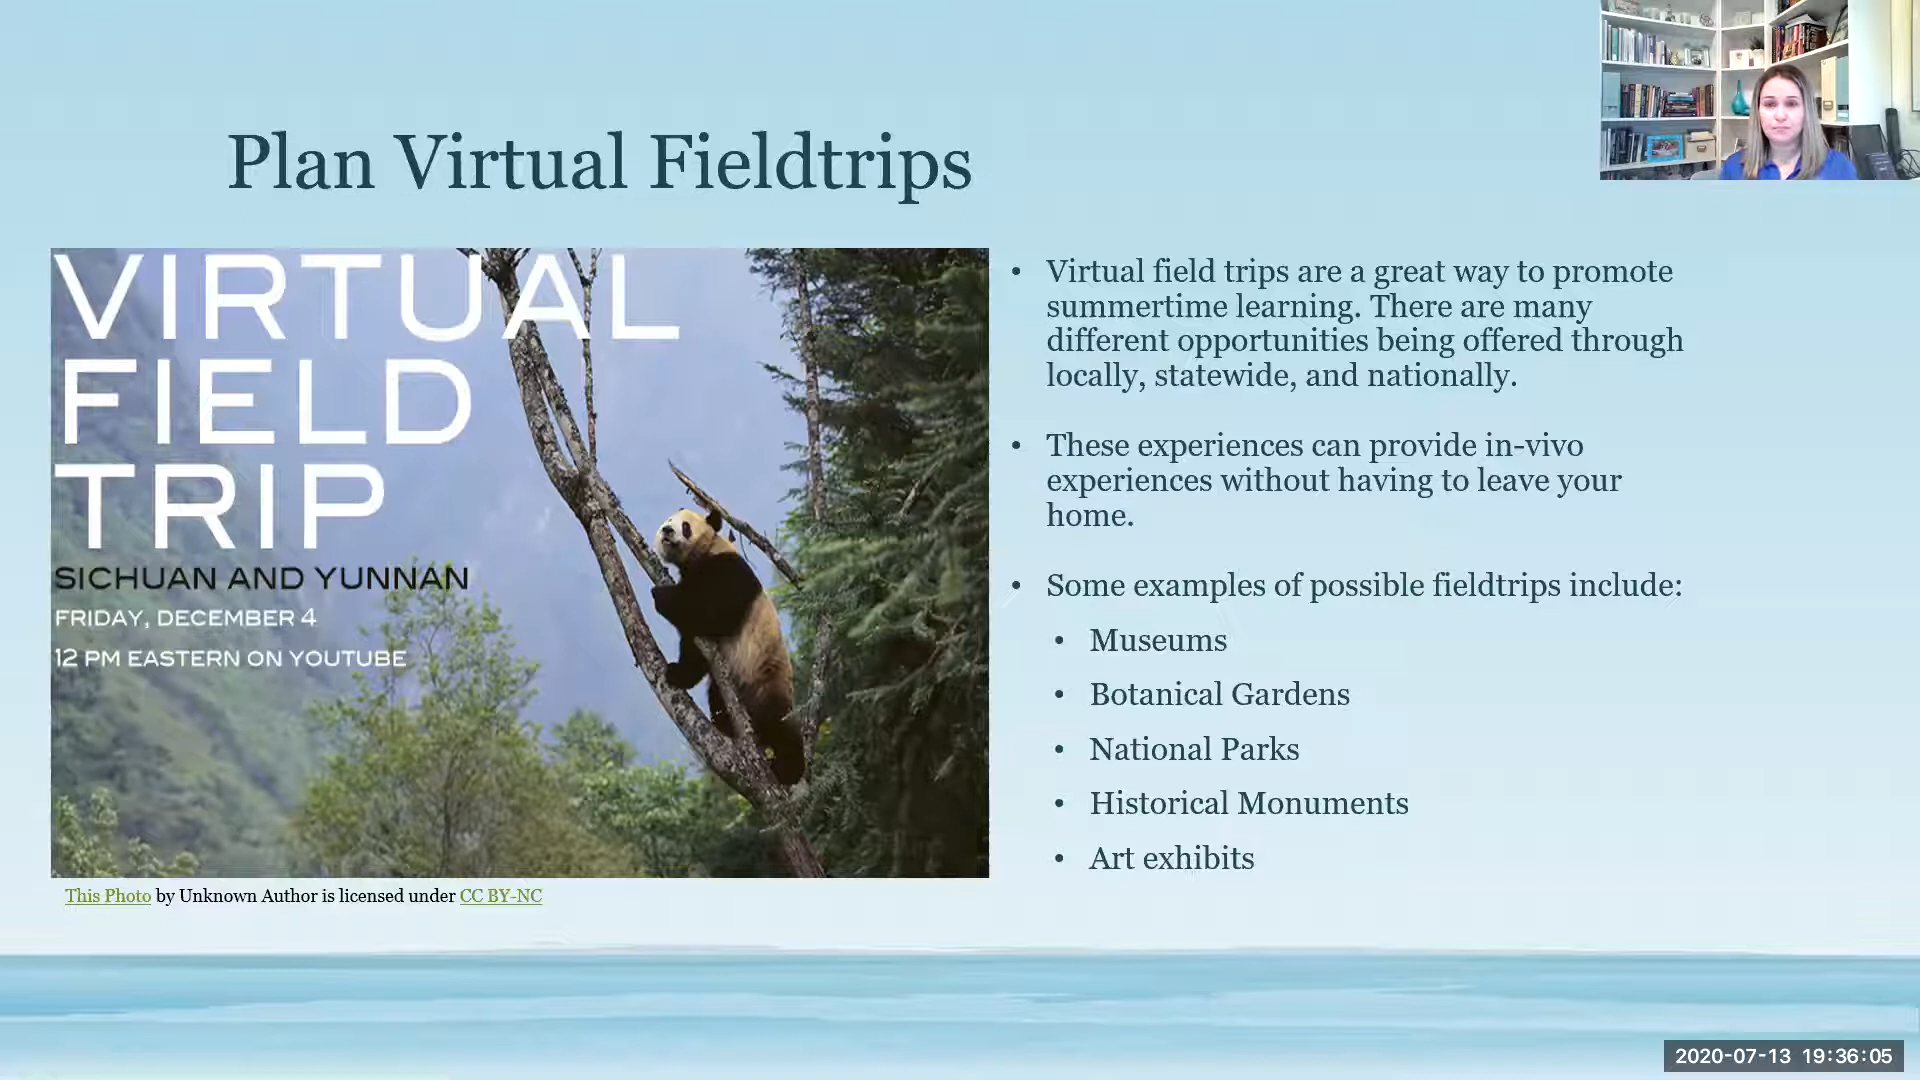 Plan Virtual Fieldtrips
VIRTUAL
FIELD
TRIP
SICHUAN AND YUNNAN
FRIDAY, DECEMBER 4
12 PM EASTERN ON YOUTUBE
This Photo by Unknown Author is licensed under CC BY-NC
• Virtual field trips are a great way to promote
summertime learning. There are many
different opportunities being offered through
locally, statewide, and nationally.
• These experiences can provide in-vivo
experiences without having to leave your
home.
• Some examples of possible fieldtrips include:
• Museums
• Botanical Gardens
• National Parks
• Historical Monuments
• Art exhibits
2020-07-13 19:36:05